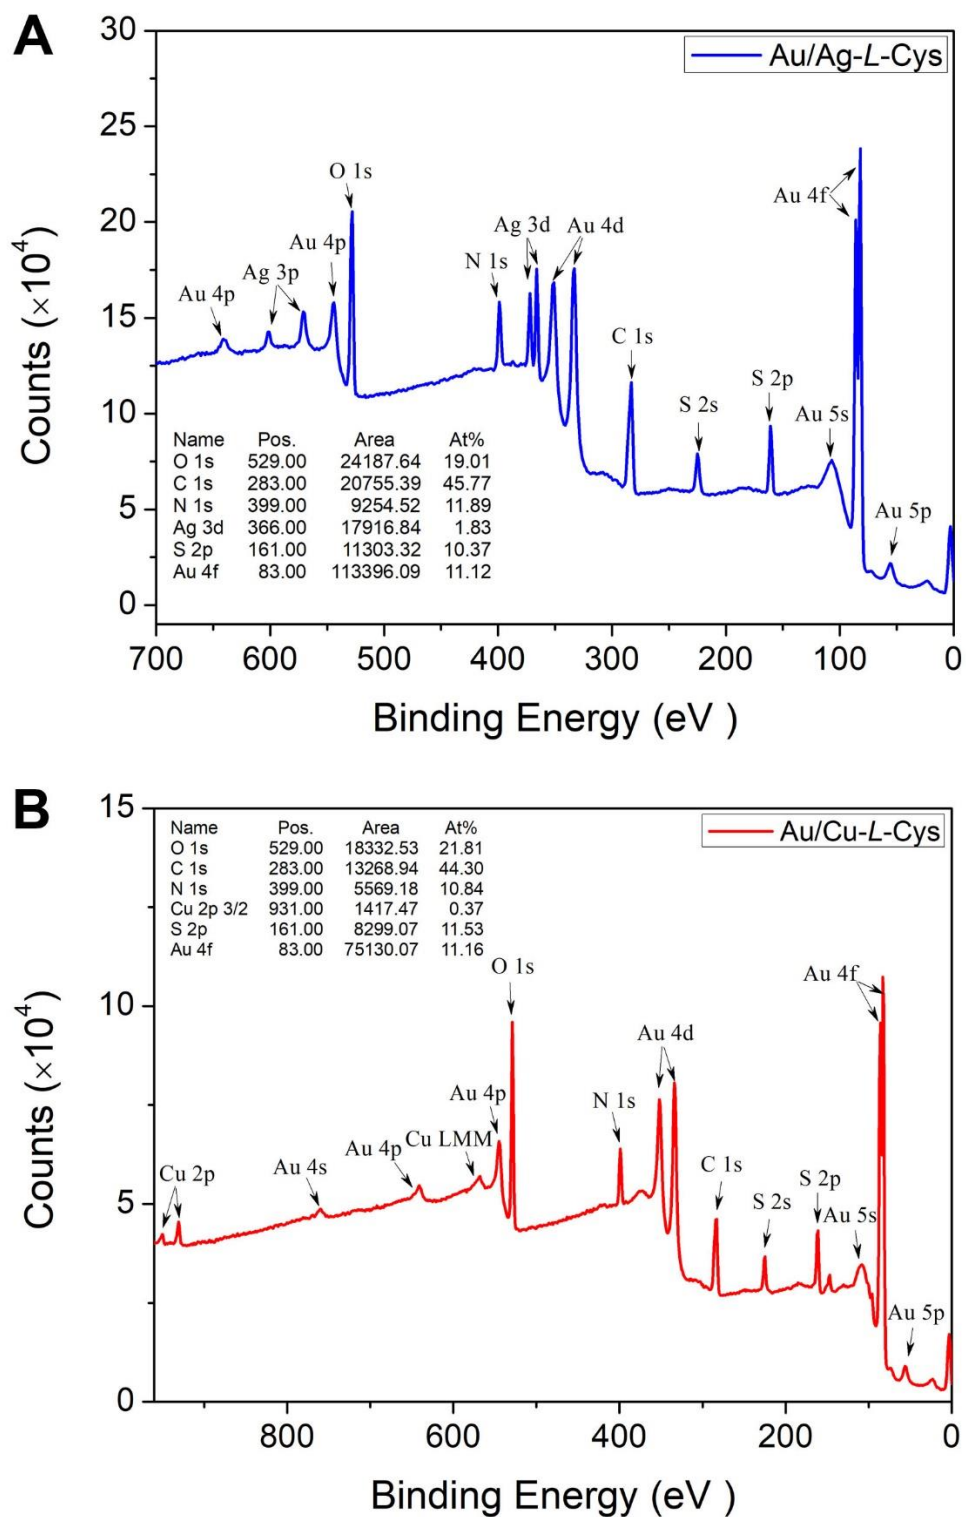 A
Au/Ag-L-Cys
30
25
20
15
10
5
0
Counts (×10⁴)
Au 4p
Ag 3p
Au 4p
O 1s
N 1s
Ag 3d
Au 4d
C 1s
S 2s
S 2p
Au 5s
Au 4f
Au 5p
Name Pos. Area At%
O 1s 529.00 24187.64 19.01
C 1s 283.00 20755.39 45.77
N 1s 399.00 9254.52 11.89
Ag 3d 366.00 17916.84 1.83
S 2p 161.00 11303.32 10.37
Au 4f 83.00 113396.09 11.12
700 600 500 400 300 200 100 0
Binding Energy (eV )
B
Au/Cu-L-Cys
15
10
5
0
Counts (×10⁴)
Name Pos. Area At%
O 1s 529.00 18332.53 21.81
C 1s 283.00 13268.94 44.30
N 1s 399.00 5569.18 10.84
Cu 2p 3/2 931.00 1417.47 0.37
S 2p 161.00 8299.07 11.53
Au 4f 83.00 75130.07 11.16
Cu 2p
Au 4s
Au 4p
Cu LMM
Au 4p
O 1s
N 1s
Au 4d
C 1s
S 2s
S 2p
Au 5s
Au 4f
Au 5p
800 600 400 200 0
Binding Energy (eV )